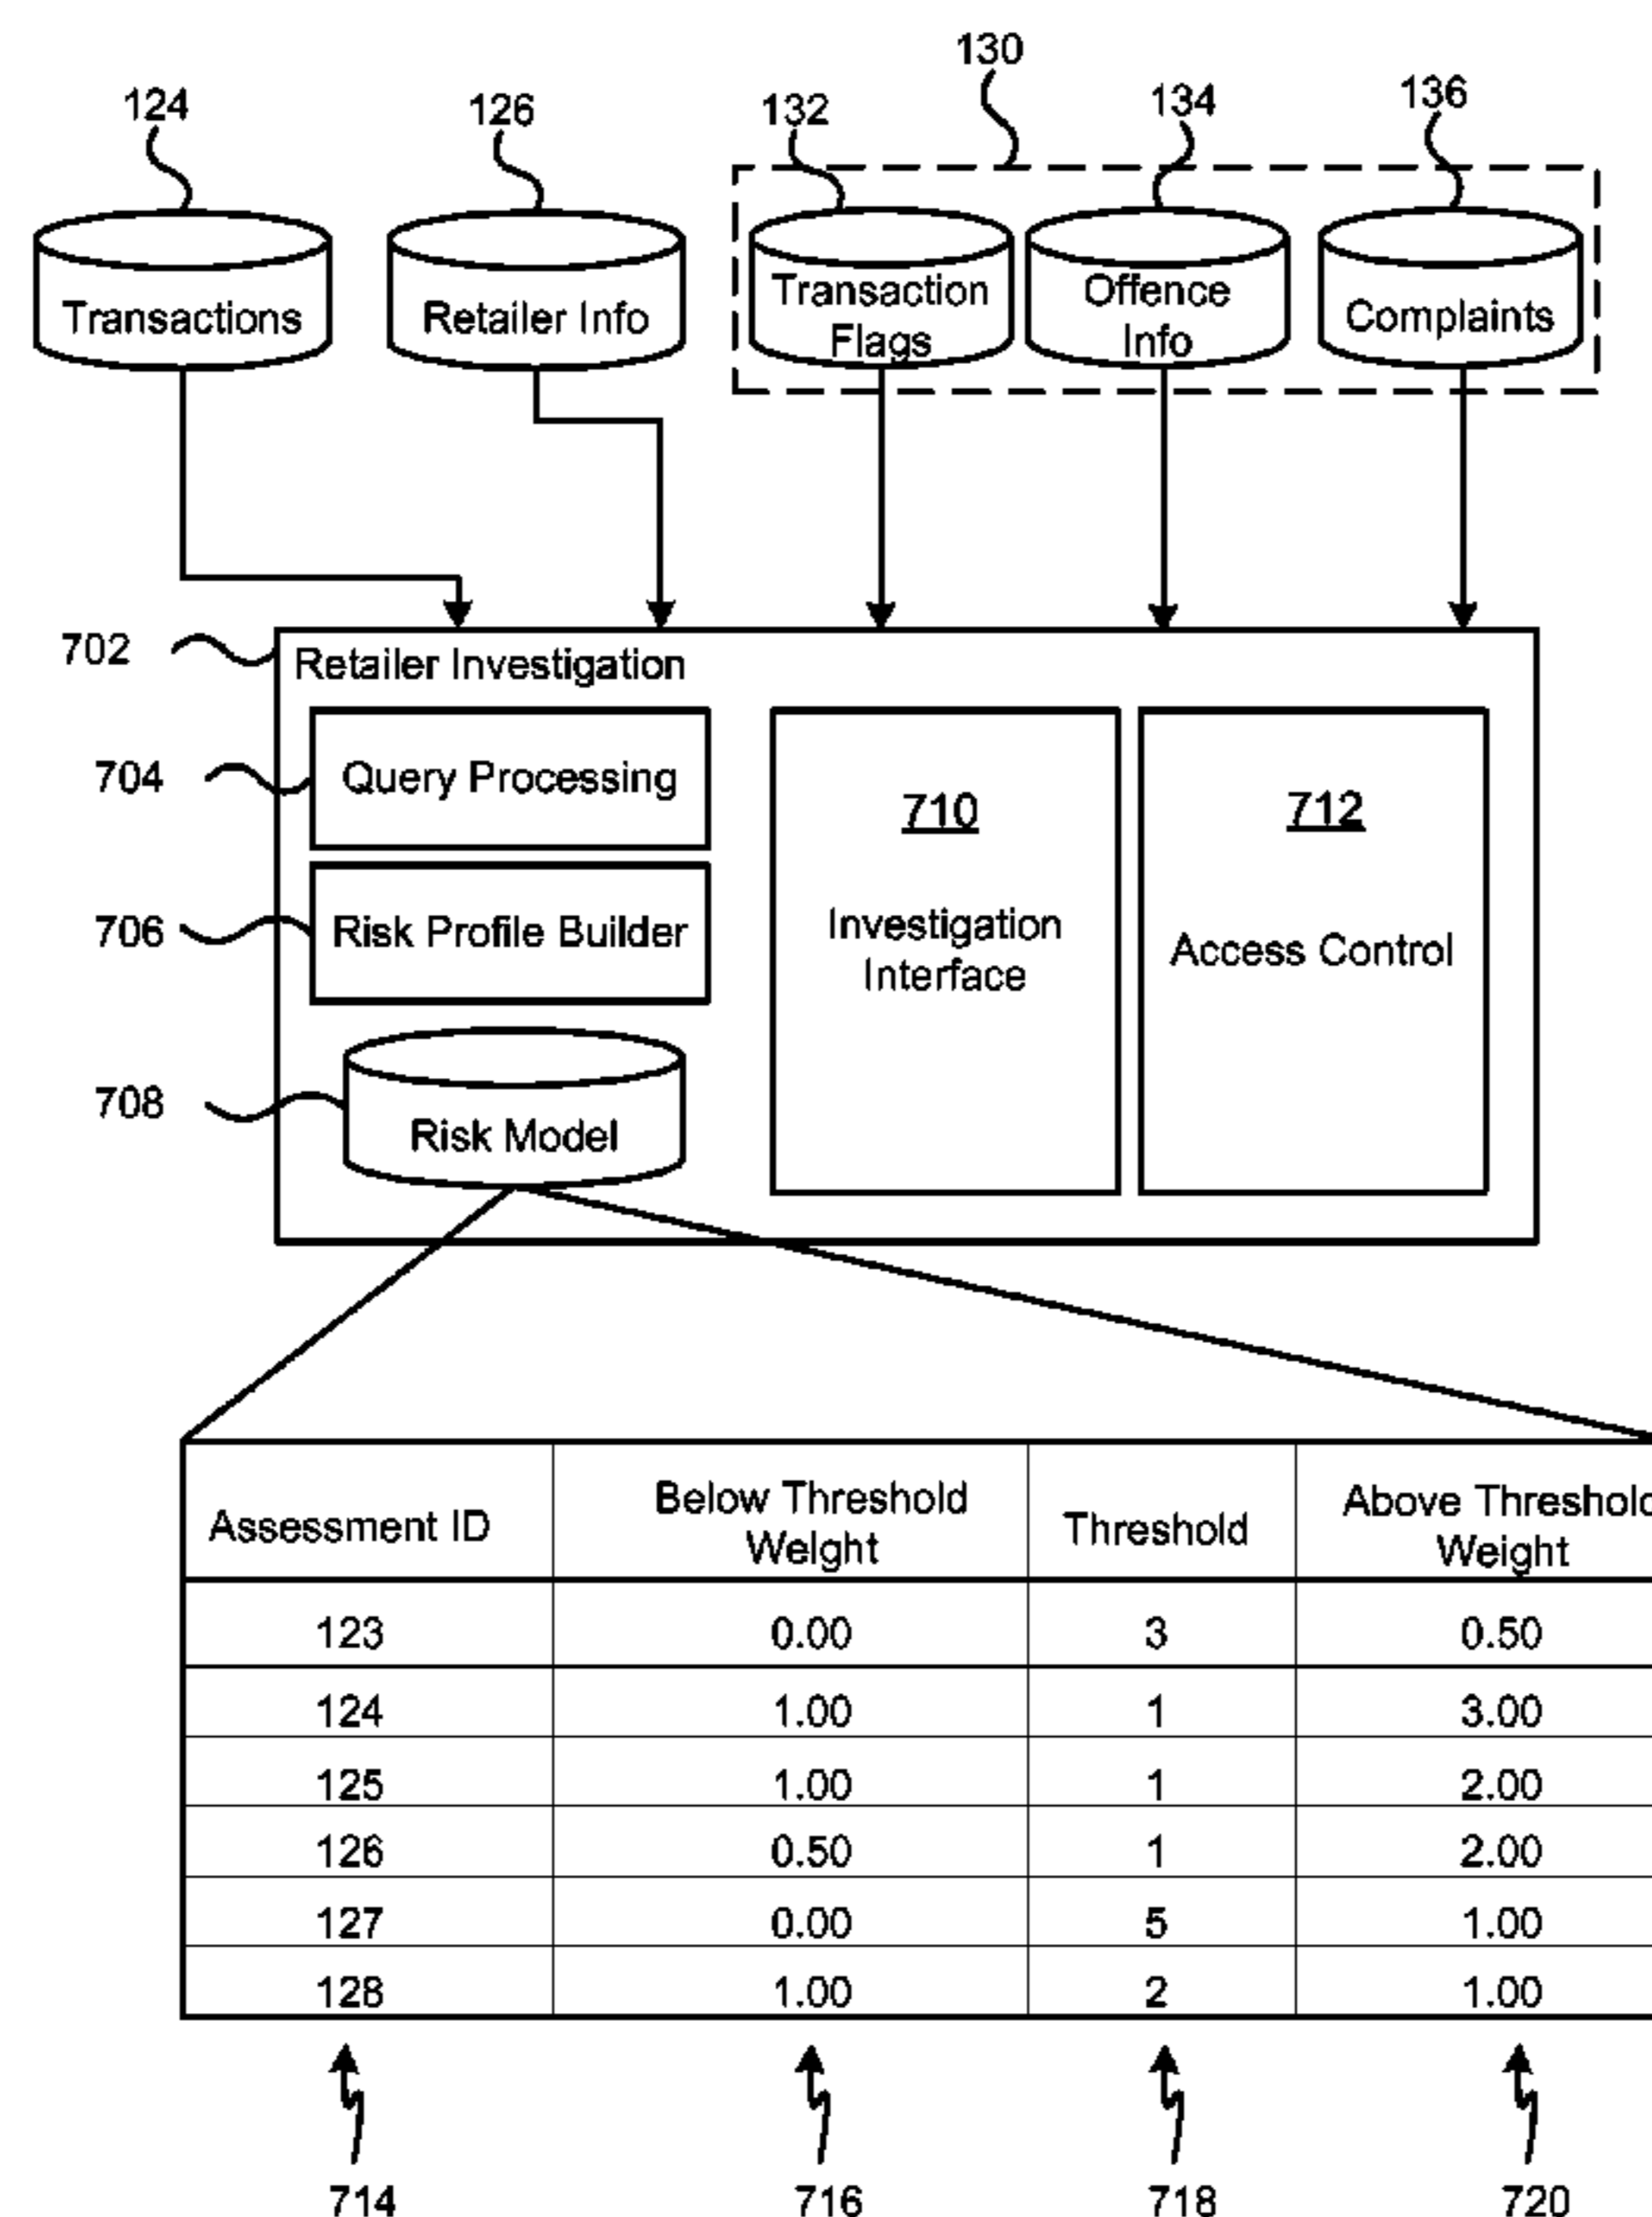 130
124
126
132
134
136
Transactions
Retailer Info
Transaction
Flags
Offence
Info
Complaints
702
Retailer Investigation
704
Query Processing
706
Risk Profile Builder
708
Risk Model
710
Investigation
Interface
712
Access Control
Assessment ID
Below Threshold
Weight
Threshold
Above Threshold
Weight
123 0.00 3 0.50
124 1.00 1 3.00
125 1.00 1 2.00
126 0.50 1 2.00
127 0.00 5 1.00
128 1.00 2 1.00
714 716 718 720